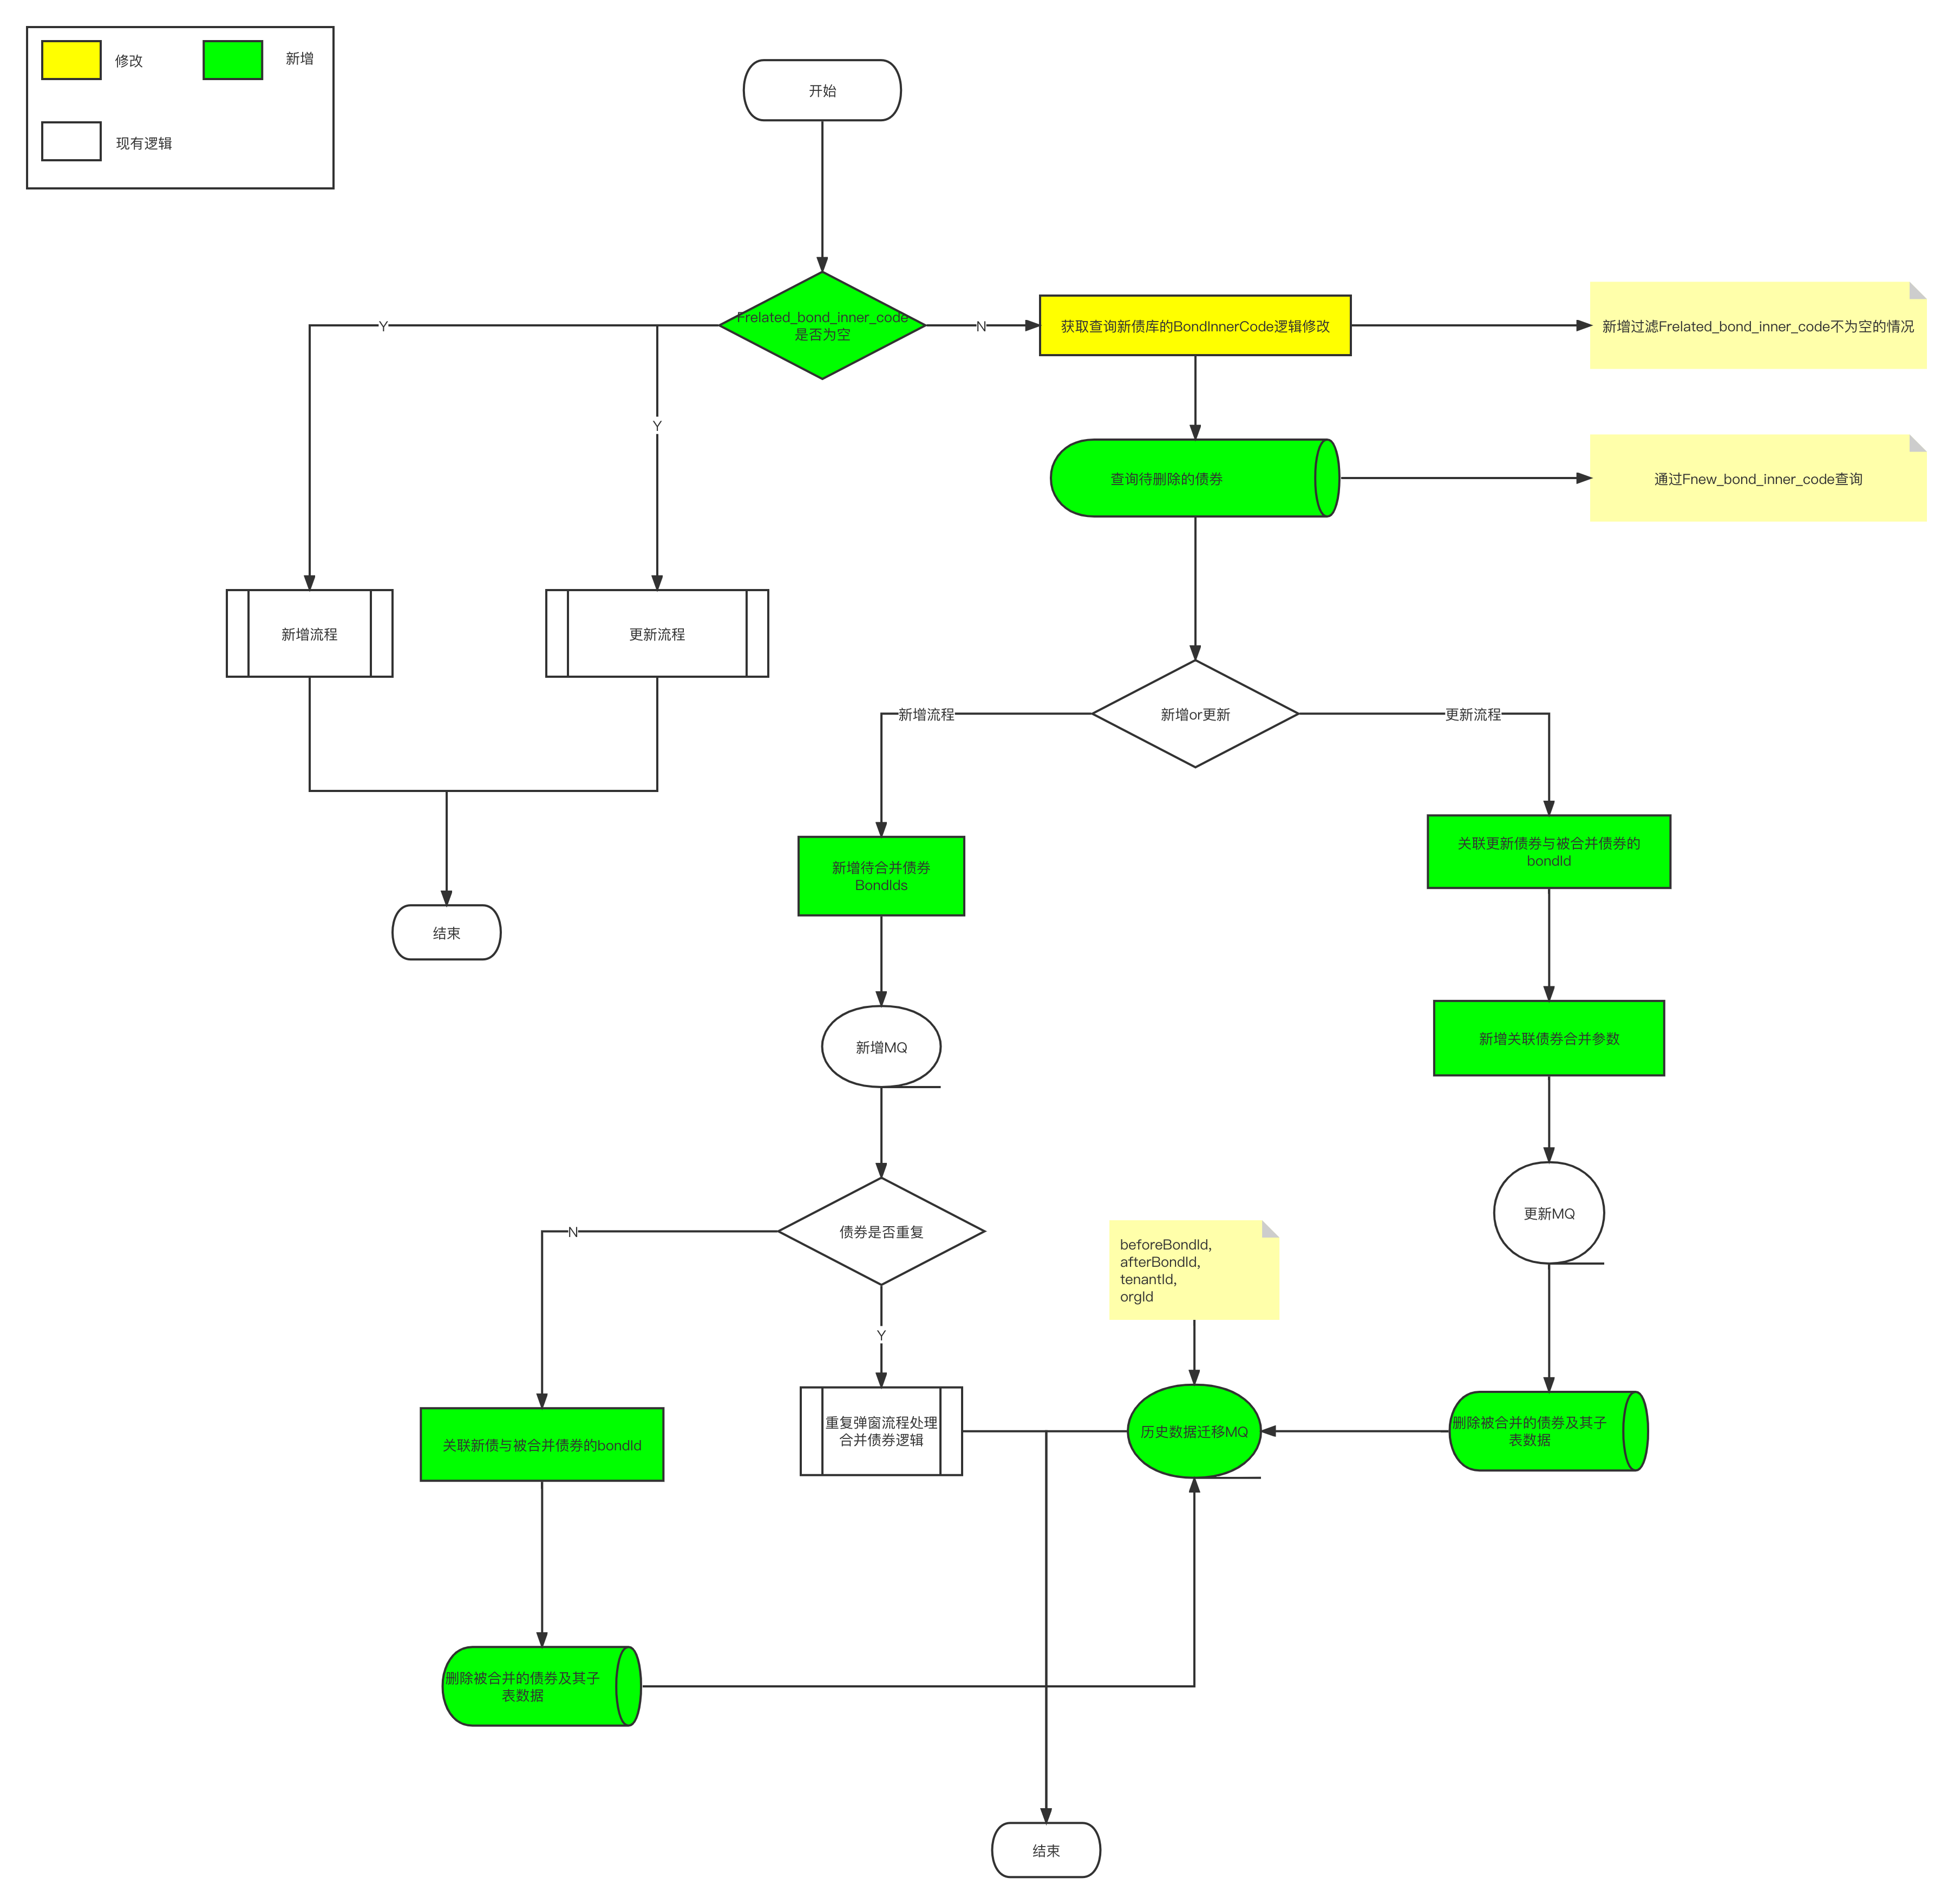 修改
新增
现有逻辑
开始
Frelated_bond_inner_code
是否为空
Y
N
获取查询新债库的BondInnerCode逻辑修改
新增过滤Frelated_bond_inner_code不为空的情况
Y
查询待删除的债券
通过Fnew_bond_inner_code查询
新增流程
更新流程
新增流程
新增or更新
更新流程
新增待合并债券
BondIds
关联更新债券与被合并债券的
bondId
结束
新增MQ
新增关联债券合并参数
N
债券是否重复
更新MQ
beforeBondId,
afterBondId,
tenantId,
orgId
Y
关联新债与被合并债券的bondId
重复弹窗流程处理
合并债券逻辑
历史数据迁移MQ
删除被合并的债券及其子
表数据
删除被合并的债券及其子
表数据
结束